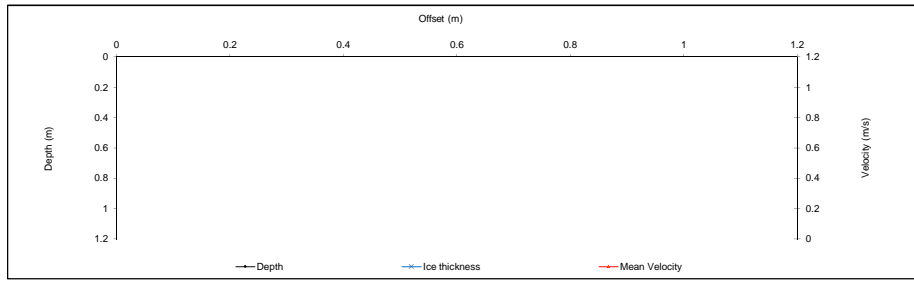 Offset (m)
0 0.2 0.4 0.6 0.8 1 1.2
0 1.2
0.2 1
0.4 0.8
Depth (m) Velocity (m/s)
0.6 0.6
0.8 0.4
1 0.2
1.2 0
Depth Ice thickness Mean Velocity